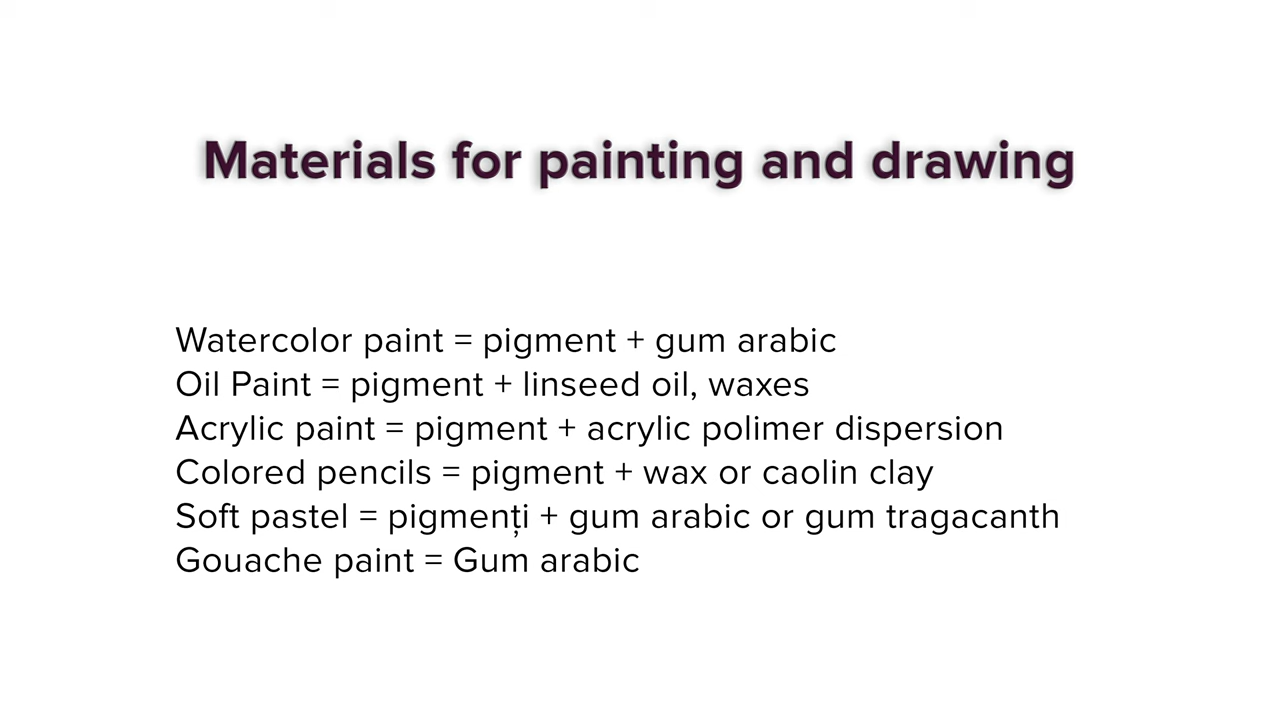 Materials for painting and drawing
Watercolor paint = pigment + gum arabic
Oil Paint = pigment + linseed oil, waxes
Acrylic paint = pigment + acrylic polimer dispersion
Colored pencils = pigment + wax or caolin clay
Soft pastel = pigmenți + gum arabic or gum tragacanth
Gouache paint = Gum arabic